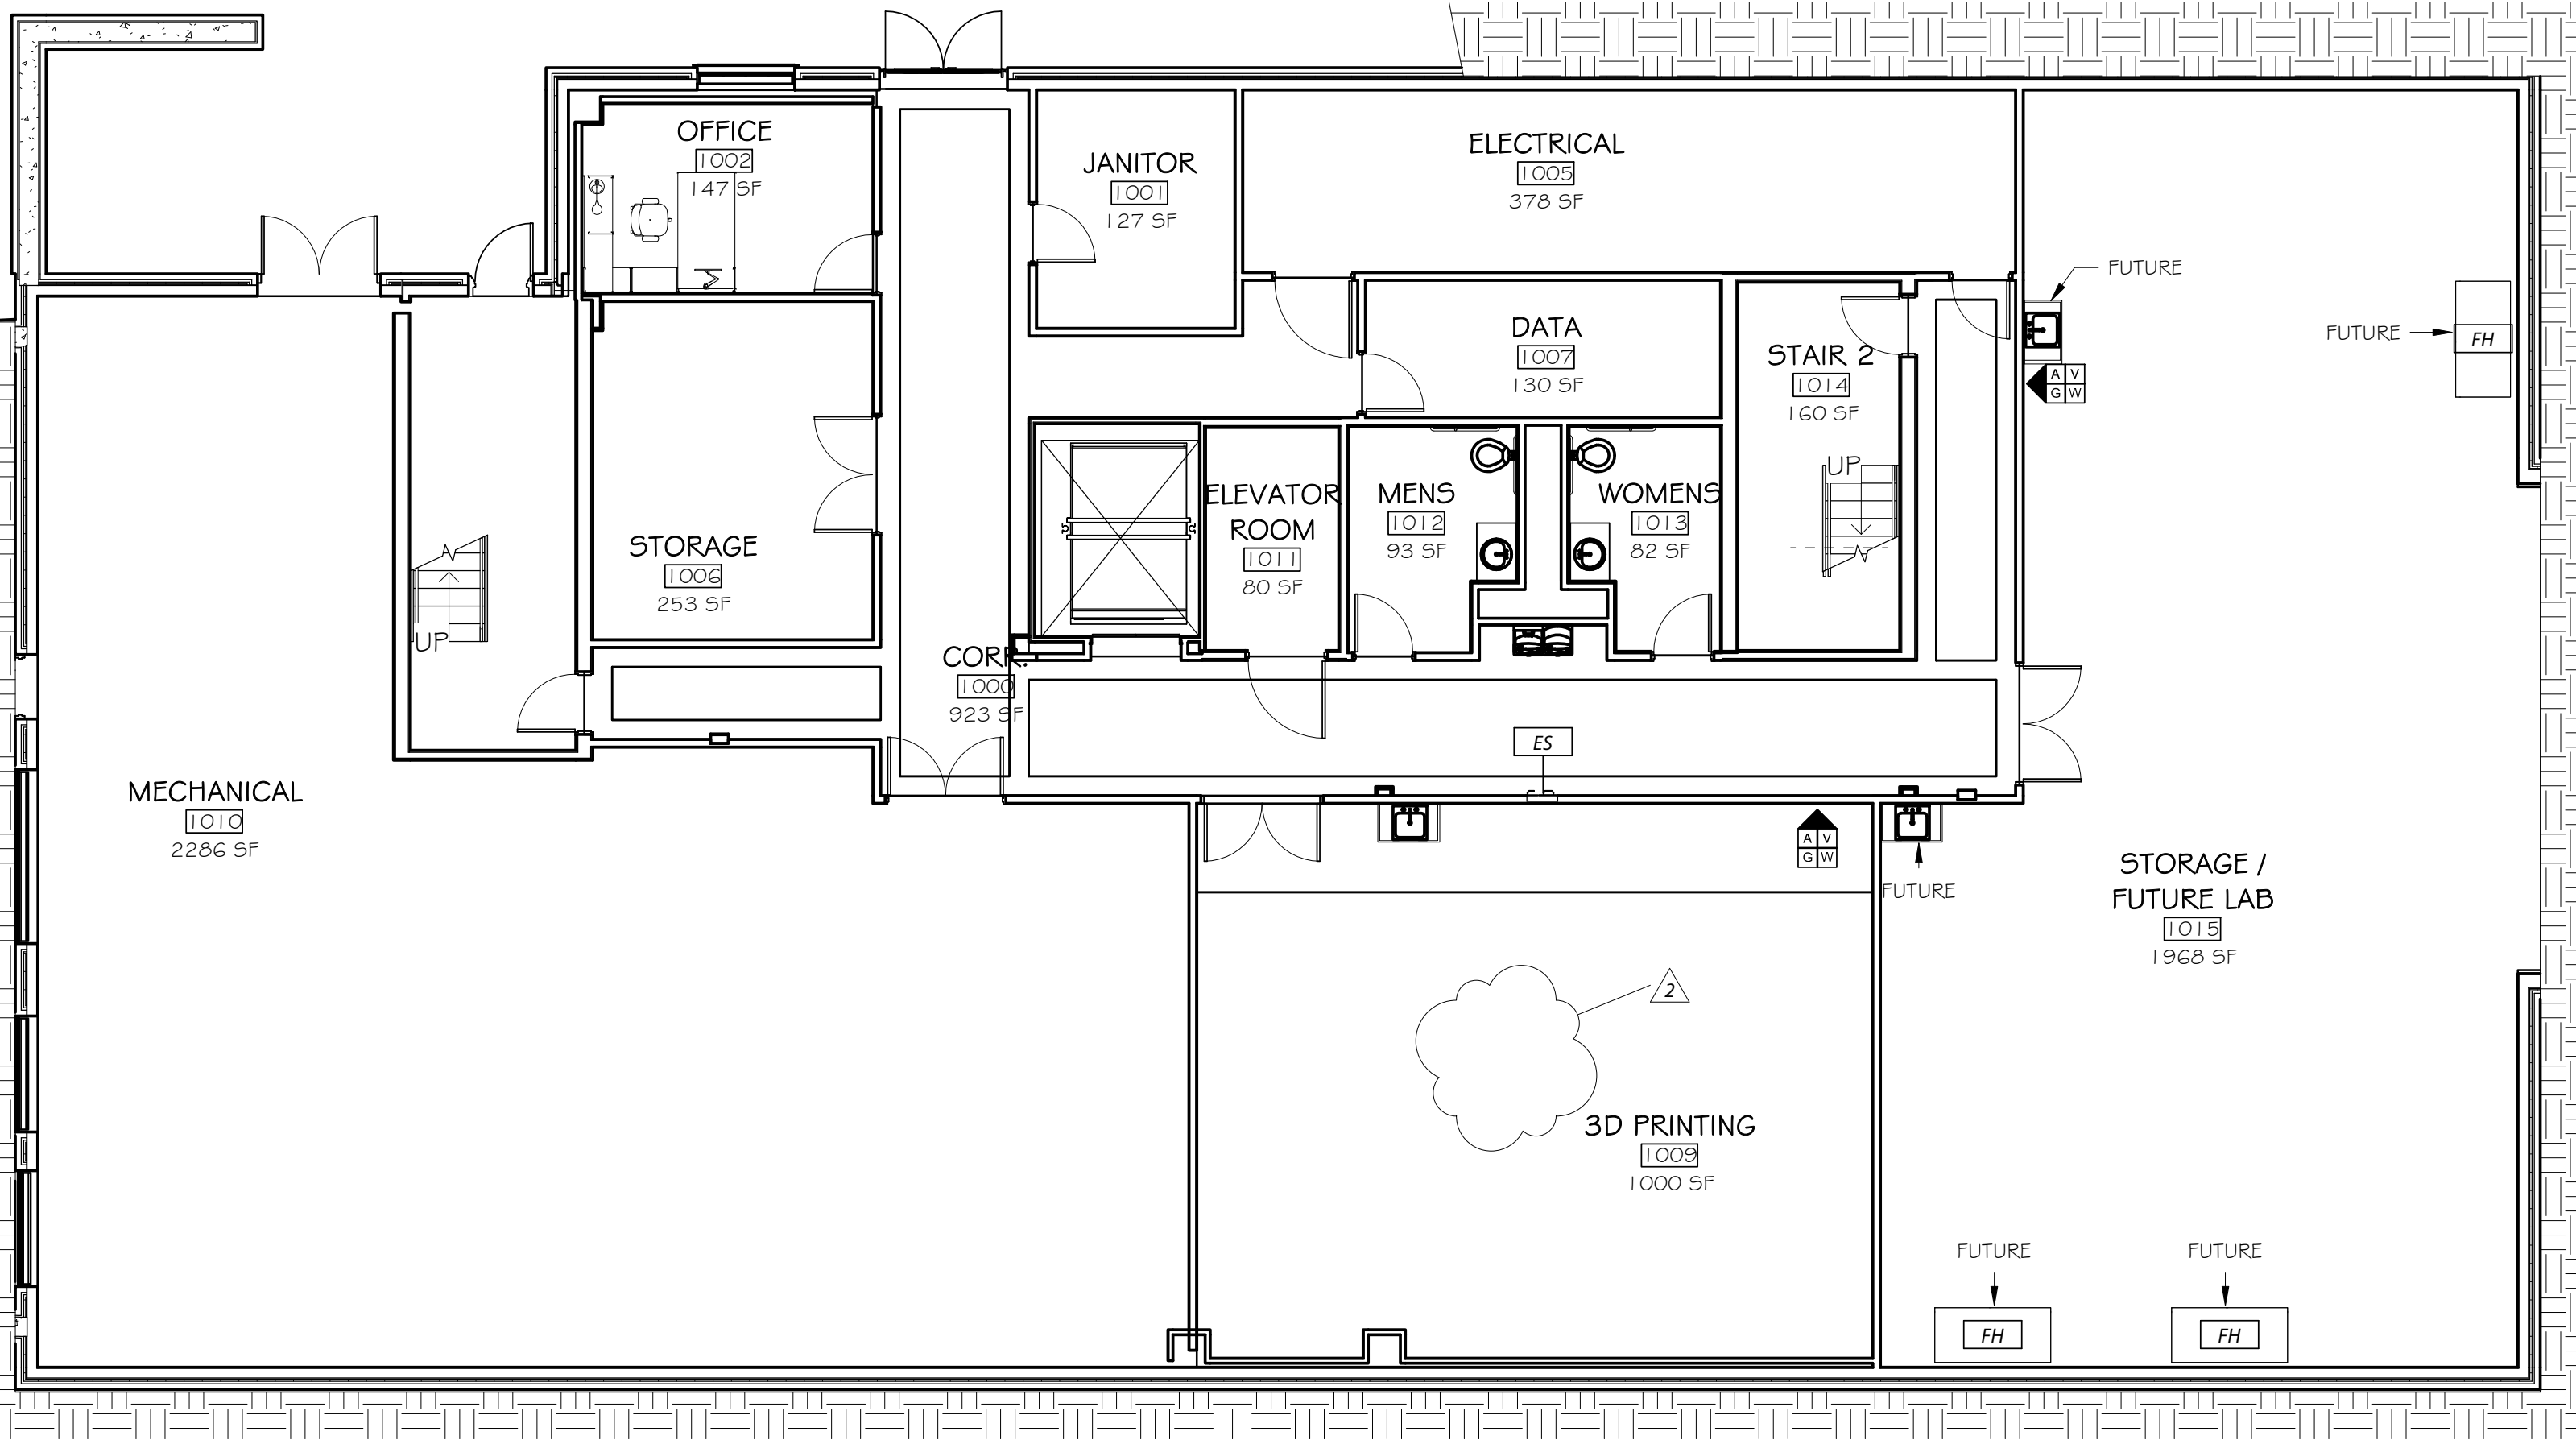 OFFICE
1002
147 SF
JANITOR
1001
127 SF
ELECTRICAL
1005
378 SF
FUTURE
FUTURE
FH
A V
G W
DATA
1007
130 SF
STAIR 2
1014
160 SF
UP
STORAGE
1006
253 SF
UP
ELEVATOR
ROOM
1011
80 SF
MENS
1012
93 SF
WOMENS
1013
82 SF
CORR.
1000
923 SF
ES
MECHANICAL
1010
2286 SF
A V
G W
FUTURE
STORAGE /
FUTURE LAB
1015
1968 SF
2
3D PRINTING
1009
1000 SF
FUTURE
FH
FUTURE
FH